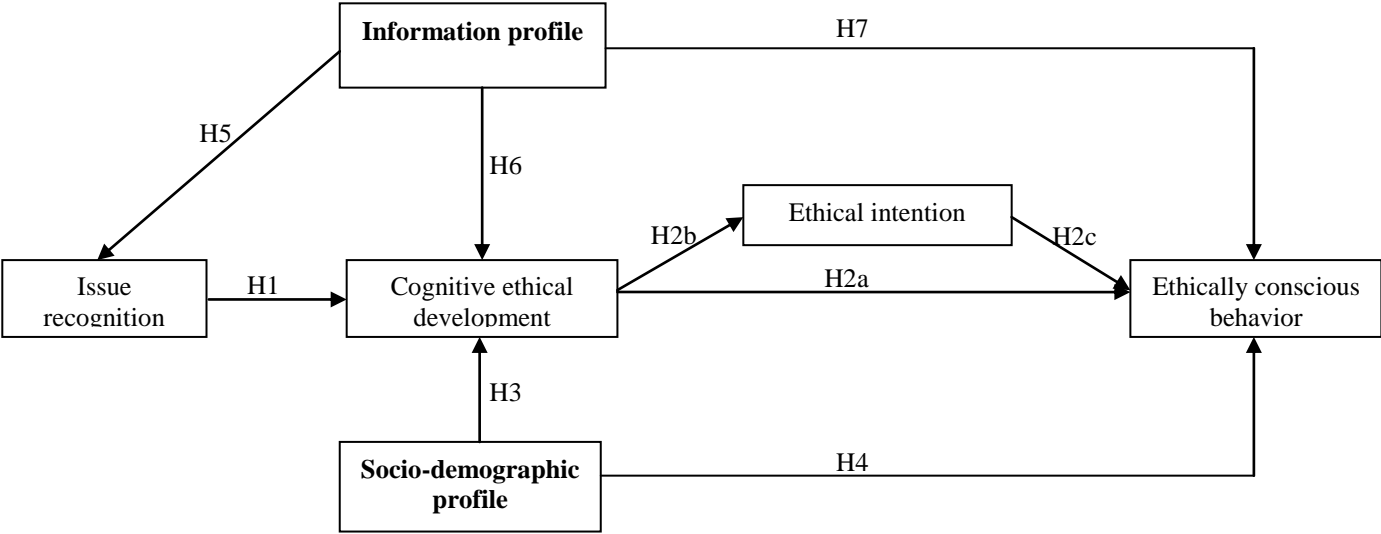 Information profile
H7
H5
H6
Ethical intention
H2b
H2c
Issue
recognition
H1
Cognitive ethical
development
H2a
Ethically conscious
behavior
H3
Socio-demographic
profile
H4